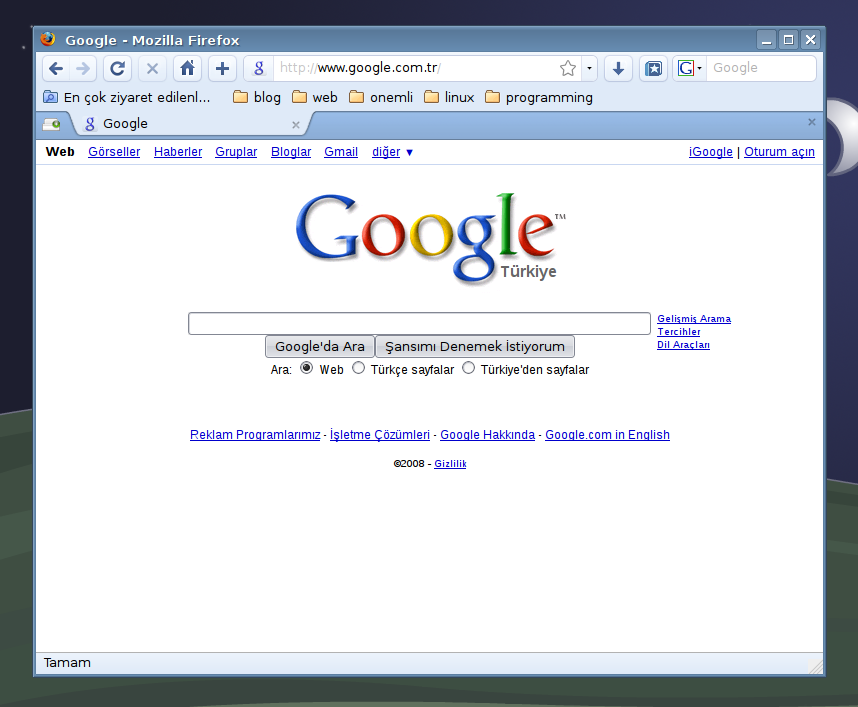 Google - Mozilla Firefox
http://www.google.com.tr/ Google
En çok ziyaret edilenl... blog web onemli linux programming
Google
Web Görseller Haberler Gruplar Bloglar Gmail diğer ▼ iGoogle | Oturum açın
Google™
Türkiye
Gelişmiş Arama
Tercihler
Dil Araçları
Google'da Ara Şansımı Denemek İstiyorum
Ara: Web Türkçe sayfalar Türkiye'den sayfalar
Reklam Programlarımız - İşletme Çözümleri - Google Hakkında - Google.com in English
©2008 - Gizlilik
Tamam